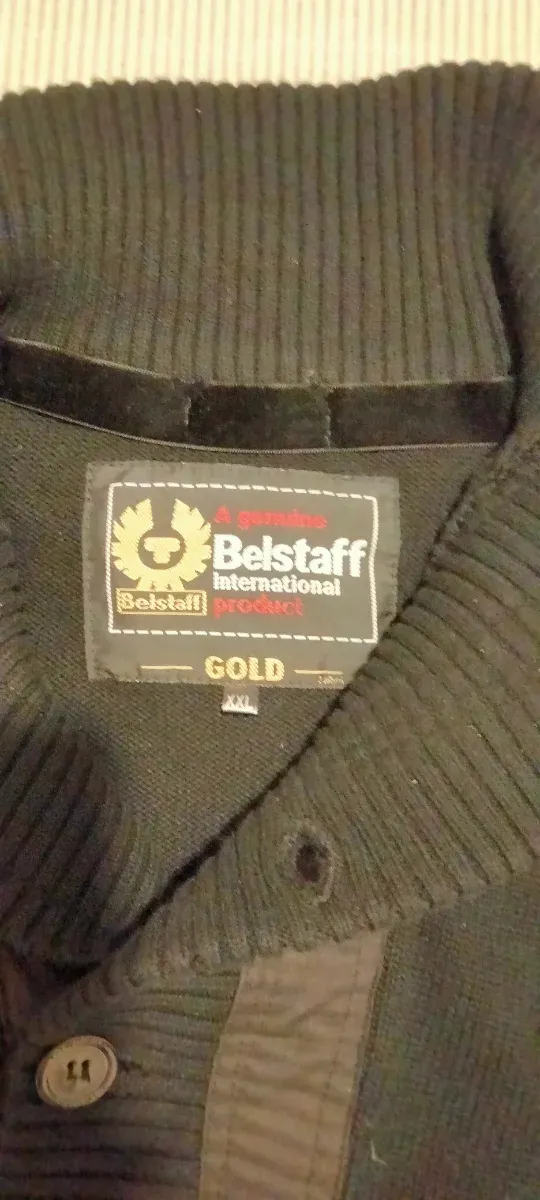 A genuine
Belstaff
International
product
Belstaff
GOLD
XXL